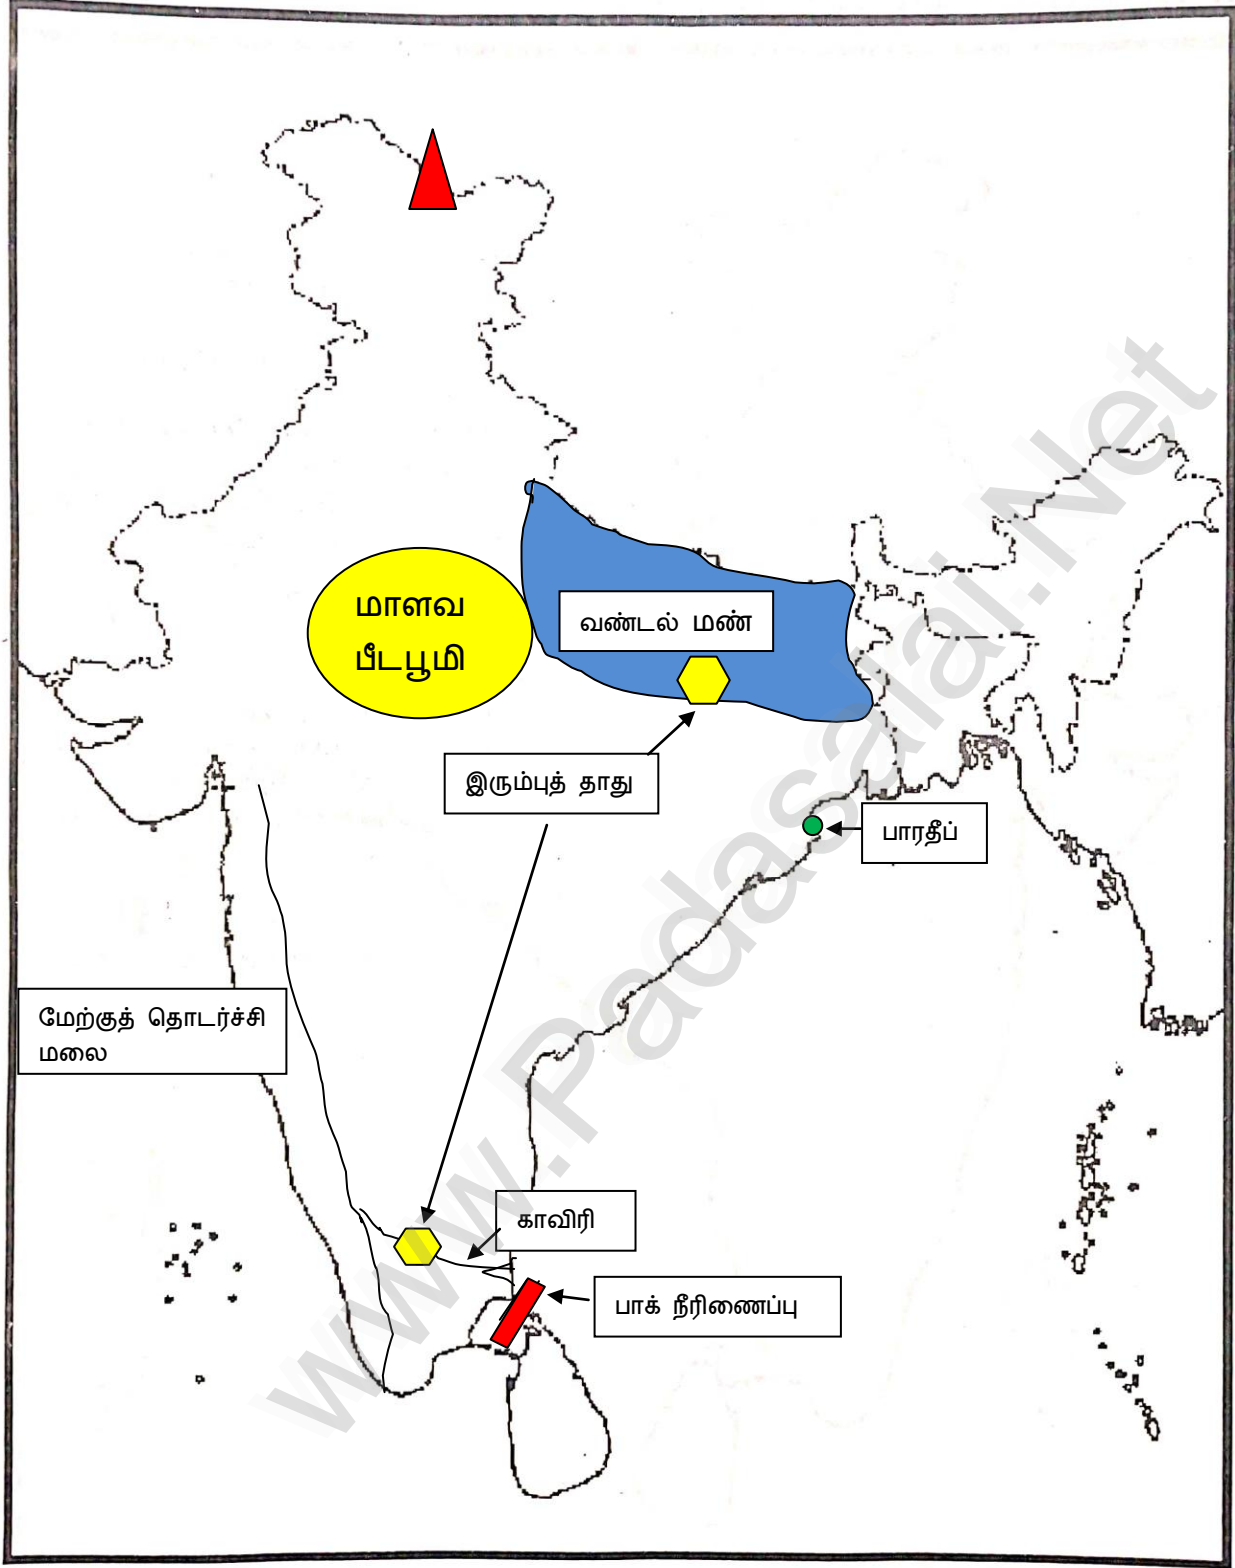 மாளவ
பீடபூமி
வண்டல் மண்
இரும்புத் தாது
பாரதீப்
மேற்குத் தொடர்ச்சி
மலை
காவிரி
பாக் நீரிணைப்பு
www.Padasalai.Net